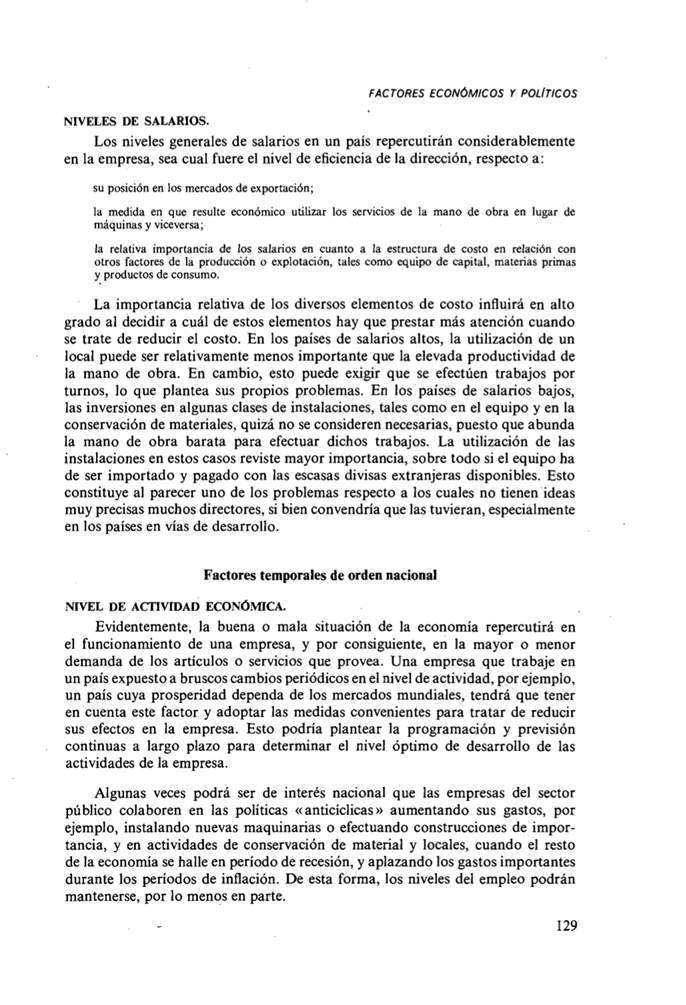 FACTORES ECONÓMICOS Y POLÍTICOS
NIVELES DE SALARIOS.
Los niveles generales de salarios en un país repercutirán considerablemente
en la empresa, sea cual fuere el nivel de eficiencia de la dirección, respecto a:
su posición en los mercados de exportación;
la medida en que resulte económico utilizar los servicios de la mano de obra en lugar de
máquinas y viceversa;
la relativa importancia de los salarios en cuanto a la estructura de costo en relación con
otros factores de la producción o explotación, tales como equipo de capital, materias primas
y productos de consumo.
La importancia relativa de los diversos elementos de costo influirá en alto
grado al decidir a cuál de estos elementos hay que prestar más atención cuando
se trate de reducir el costo. En los países de salarios altos, la utilización de un
local puede ser relativamente menos importante que la elevada productividad de
la mano de obra. En cambio, esto puede exigir que se efectúen trabajos por
turnos, lo que plantea sus propios problemas. En los países de salarios bajos,
las inversiones en algunas clases de instalaciones, tales como en el equipo y en la
conservación de materiales, quizá no se consideren necesarias, puesto que abunda
la mano de obra barata para efectuar dichos trabajos. La utilización de las
instalaciones en estos casos reviste mayor importancia, sobre todo si el equipo ha
de ser importado y pagado con las escasas divisas extranjeras disponibles. Esto
constituye al parecer uno de los problemas respecto a los cuales no tienen ideas
muy precisas muchos directores, si bien convendría que las tuvieran, especialmente
en los países en vías de desarrollo.
Factores temporales de orden nacional
NIVEL DE ACTIVIDAD ECONÓMICA.
Evidentemente, la buena o mala situación de la economía repercutirá en
el funcionamiento de una empresa, y por consiguiente, en la mayor o menor
demanda de los artículos o servicios que provea. Una empresa que trabaje en
un país expuesto a bruscos cambios periódicos en el nivel de actividad, por ejemplo,
un país cuya prosperidad dependa de los mercados mundiales, tendrá que tener
en cuenta este factor y adoptar las medidas convenientes para tratar de reducir
sus efectos en la empresa. Esto podría plantear la programación y previsión
continuas a largo plazo para determinar el nivel óptimo de desarrollo de las
actividades de la empresa.
Algunas veces podrá ser de interés nacional que las empresas del sector
público colaboren en las políticas «anticíclicas» aumentando sus gastos, por
ejemplo, instalando nuevas maquinarias o efectuando construcciones de impor-
tancia, y en actividades de conservación de material y locales, cuando el resto
de la economía se halle en período de recesión, y aplazando los gastos importantes
durante los períodos de inflación. De esta forma, los niveles del empleo podrán
mantenerse, por lo menos en parte.
129